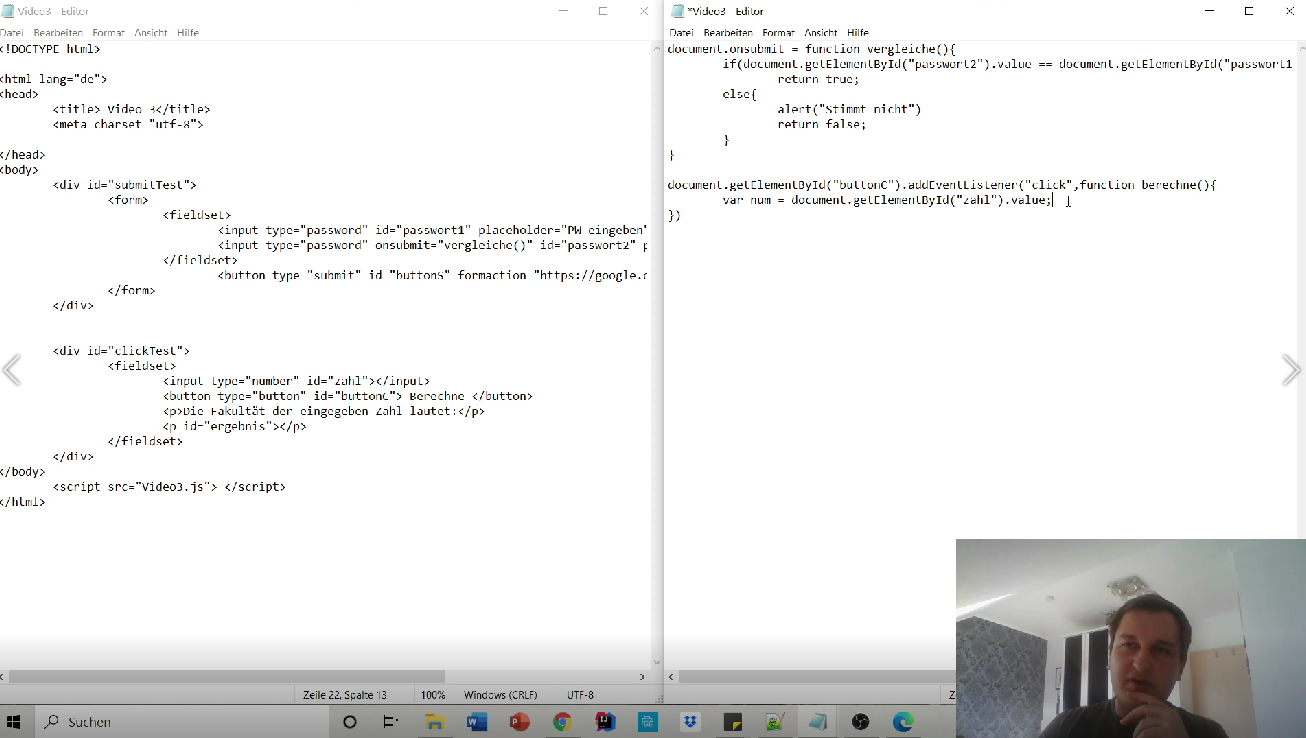 Video3 - Editor
Datei Bearbeiten Format Ansicht Hilfe
<!DOCTYPE html>
<html lang="de">
<head>
<title> Video 3</title>
<meta charset="utf-8">
</head>
<body>
<div id="submitTest">
<form>
<fieldset>
<input type="password" id="passwort1" placeholder="PW eingeben"
<input type="password" onsubmit="vergleiche()" id="passwort2" p
</fieldset>
<button type="submit" id="buttonS" formaction="https://google.c
</form>
</div>
<div id="clickTest">
<fieldset>
<input type="number" id="zahl"></input>
<button type="button" id="buttonC"> Berechne </button>
<p>Die Fakultät der eingegeben Zahl lautet:</p>
<p id="ergebnis"></p>
</fieldset>
</div>
</body>
<script src="Video3.js"> </script>
</html>
Zeile 22, Spalte 13 100% Windows (CRLF) UTF-8
*Video3 - Editor
Datei Bearbeiten Format Ansicht Hilfe
document.onsubmit = function vergleiche(){
if(document.getElementById("passwort2").value == document.getElementById("passwort1
return true;
else{
alert("Stimmt nicht")
return false;
}
}
document.getElementById("buttonC").addEventListener("click",function berechne(){
var num = document.getElementById("zahl").value;
})
Suchen